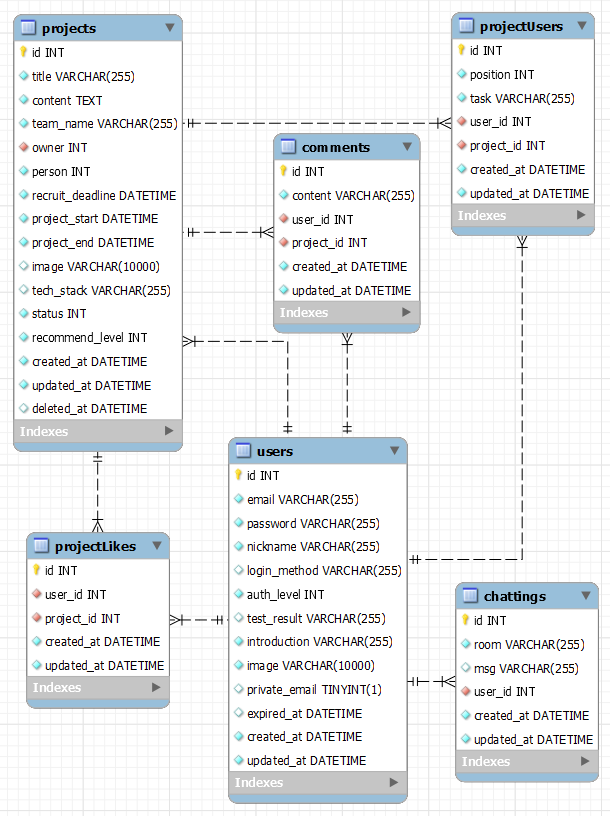 projects
id INT
title VARCHAR(255)
content TEXT
team_name VARCHAR(255)
owner INT
person INT
recruit_deadline DATETIME
project_start DATETIME
project_end DATETIME
image VARCHAR(10000)
tech_stack VARCHAR(255)
status INT
recommend_level INT
created_at DATETIME
updated_at DATETIME
deleted_at DATETIME
Indexes
projectUsers
id INT
position INT
task VARCHAR(255)
user_id INT
project_id INT
created_at DATETIME
updated_at DATETIME
Indexes
comments
id INT
content VARCHAR(255)
user_id INT
project_id INT
created_at DATETIME
updated_at DATETIME
Indexes
users
id INT
email VARCHAR(255)
password VARCHAR(255)
nickname VARCHAR(255)
login_method VARCHAR(255)
auth_level INT
test_result VARCHAR(255)
introduction VARCHAR(255)
image VARCHAR(10000)
private_email TINYINT(1)
expired_at DATETIME
created_at DATETIME
updated_at DATETIME
Indexes
projectLikes
id INT
user_id INT
project_id INT
created_at DATETIME
updated_at DATETIME
Indexes
chattings
id INT
room VARCHAR(255)
msg VARCHAR(255)
user_id INT
created_at DATETIME
updated_at DATETIME
Indexes